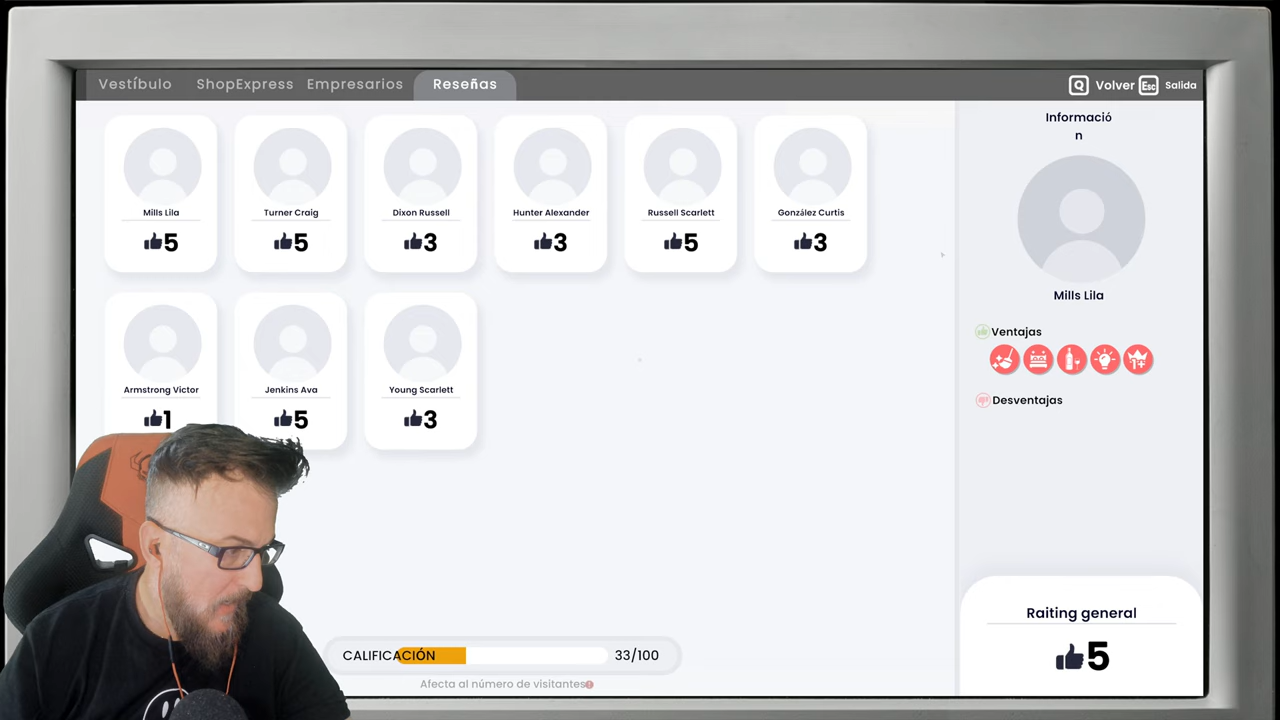 Vestíbulo ShopExpress Empresarios Reseñas Q Volver Esc Salida
Mills Lila Turner Craig Dixon Russell Hunter Alexander Russell Scarlett González Curtis
5 5 3 3 5 3
Armstrong Victor Jenkins Ava Young Scarlett
1 5 3
Informació
n
Mills Lila
Ventajas
1+
Desventajas
Raiting general
5
CALIFICACIÓN 33/100
Afecta al número de visitantes